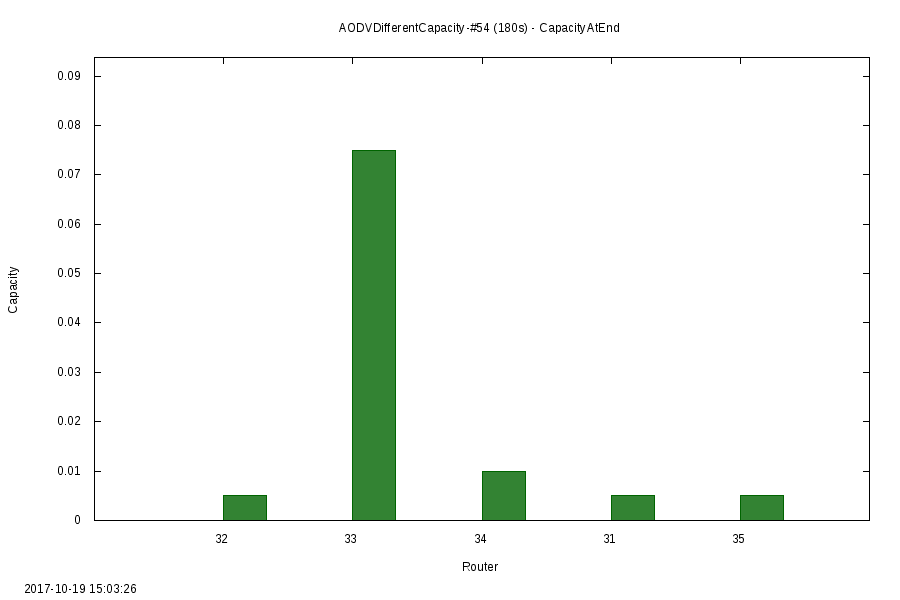 AODVDifferentCapacity-#54 (180s) - CapacityAtEnd
0.09
0.08
0.07
0.06
0.05
0.04
0.03
0.02
0.01
0
Capacity
32 33 34 31 35
Router
2017-10-19 15:03:26